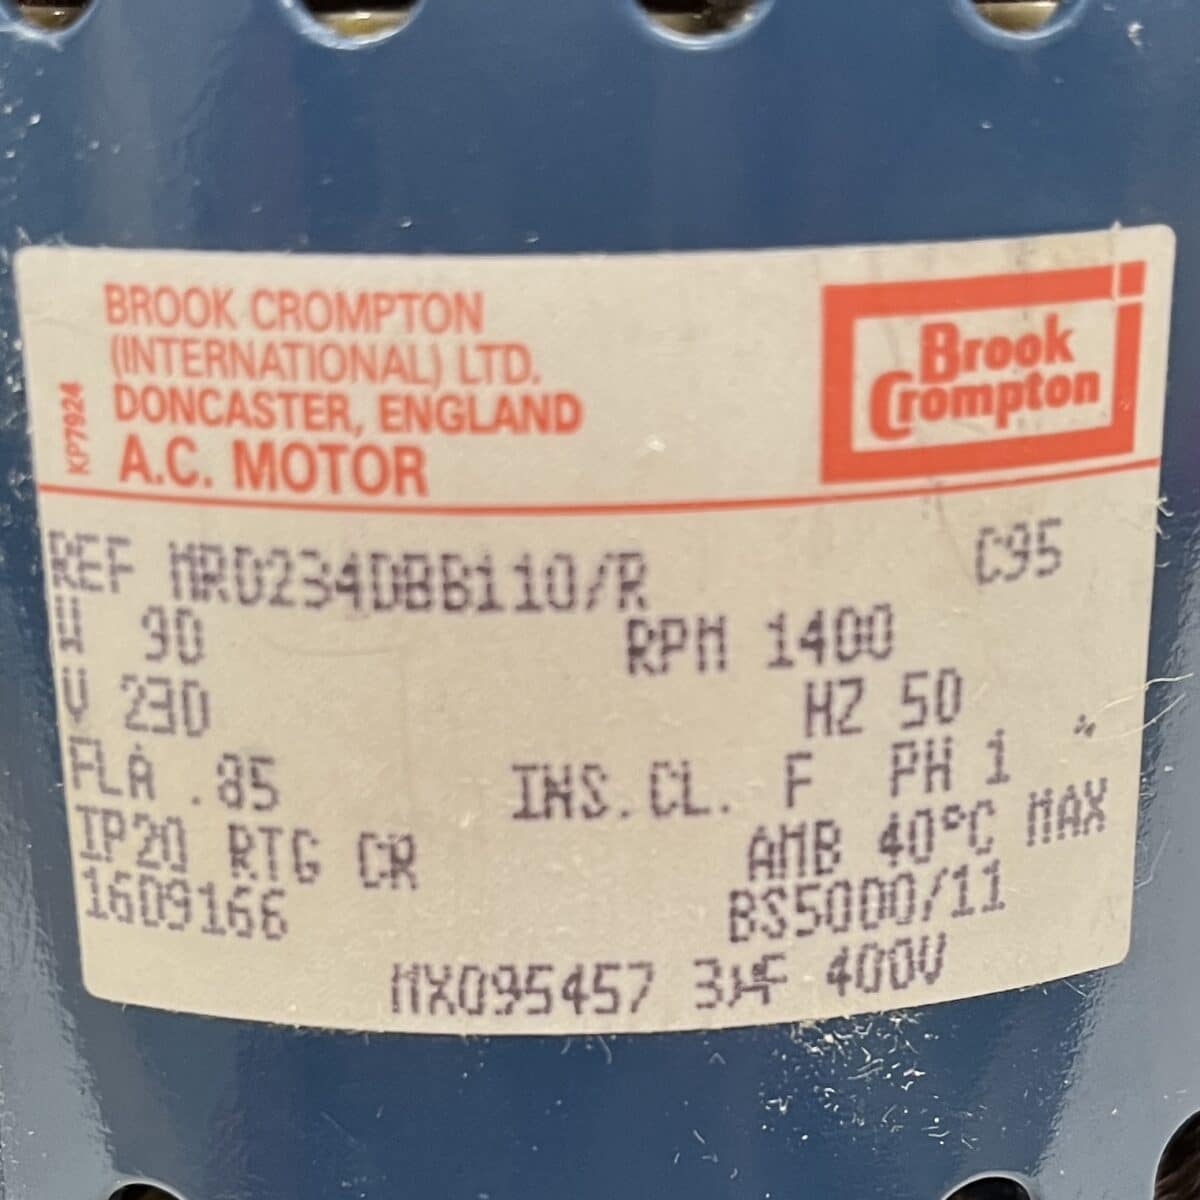 BROOK CROMPTON
(INTERNATIONAL) LTD.
DONCASTER, ENGLAND
A.C. MOTOR
KP7924
Brook
Crompton
REF MRD234DBB110/R C95
W 90 RPM 1400
V 230 HZ 50
FLA .85 INS.CL. F PH 1
IP20 RTG CR AMB 40°C MAX
1609166 BS5000/11
MX095457 3µF 400V